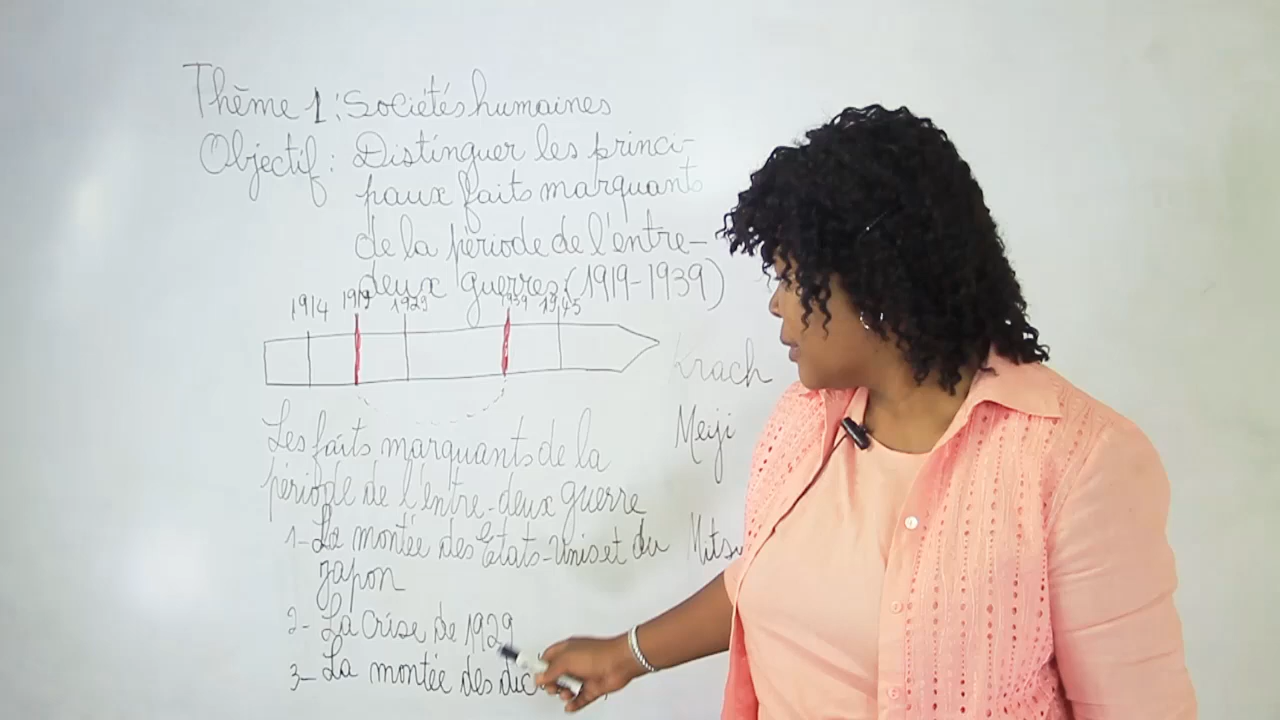 Thème 1: Sociétés humaines
Objectif: Distinguer les princi-
paux faits marquants
de la période de l'entre-
deux guerres (1919-1939)
1914 1919 1929 1939 1945
Krach
Meiji
Les faits marquants de la
période de l'entre-deux guerre
1- La montée des Etats-Unis et du
Japon
2- La crise de 1929
3- La montée des